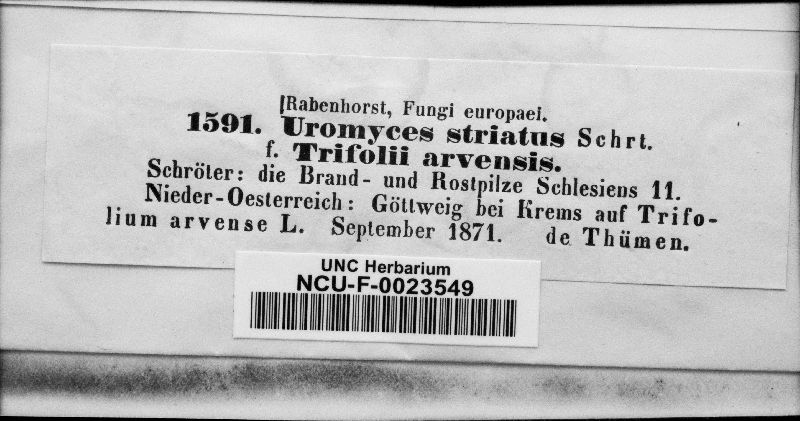 Rabenhorst, Fungi europaei.
1591. Uromyces striatus Schrt.
f. Trifolii arvensis.
Schröter: die Brand- und Rostpilze Schlesiens 11.
Nieder-Oesterreich: Göttweig bei Krems auf Trifo-
lium arvense L. September 1871. de Thümen.
UNC Herbarium
NCU-F-0023549